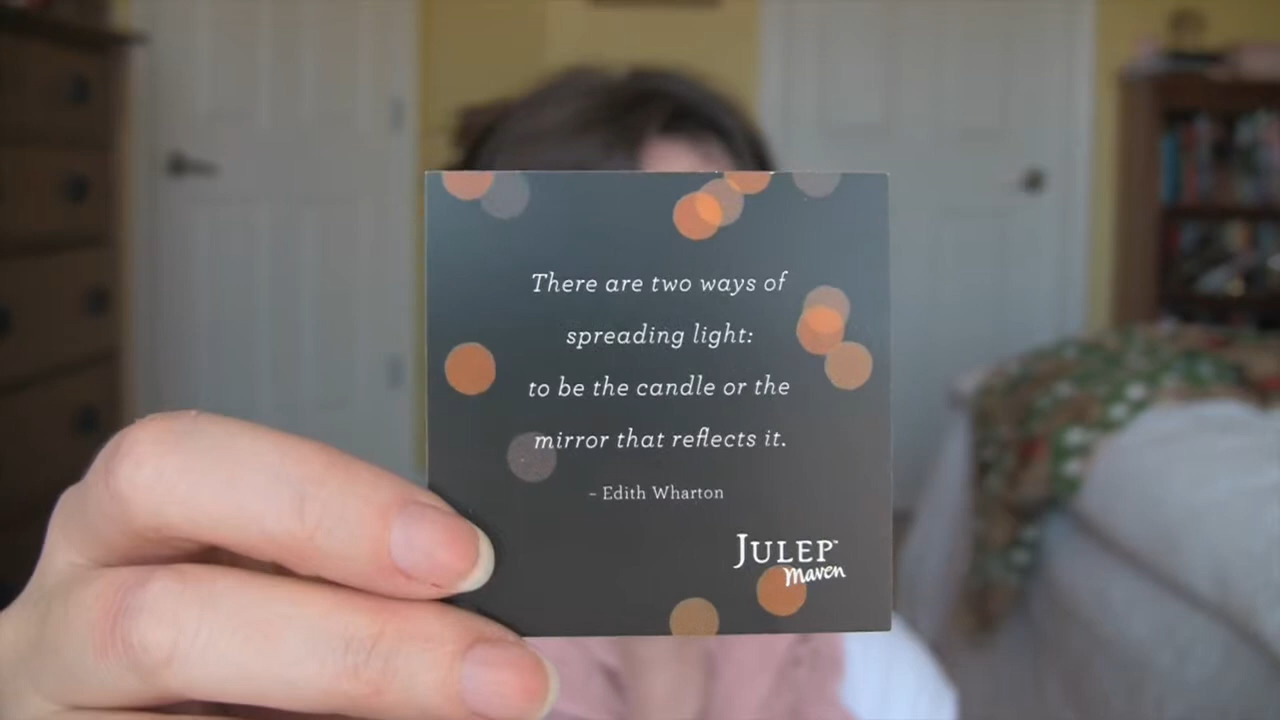 There are two ways of
spreading light:
to be the candle or the
mirror that reflects it.
- Edith Wharton
JULEP™
maven